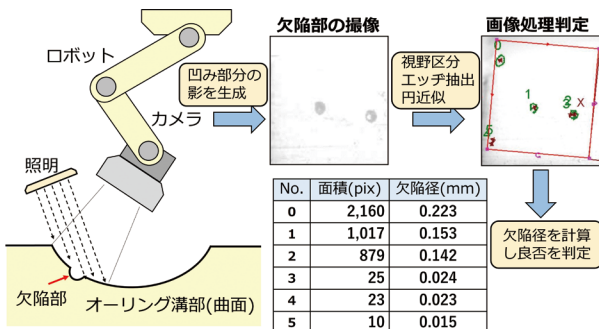 ロボット
カメラ
照明
欠陥部
オーリング溝部(曲面)
凹み部分の
影を生成
欠陥部の撮像
視野区分
エッヂ抽出
円近似
画像処理判定
0
1
3
X
5
欠陥径を計算
し良否を判定
No. 面積(pix) 欠陥径(mm)
0 2,160 0.223
1 1,017 0.153
2 879 0.142
3 25 0.024
4 23 0.023
5 10 0.015